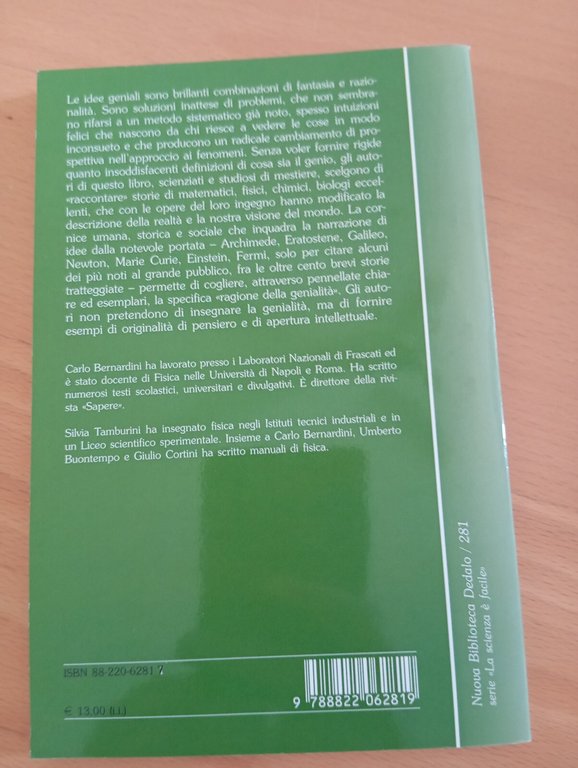 Le idee geniali sono brillanti combinazioni di fantasia e razio-
nalità. Sono soluzioni inattese di problemi, che non sembra-
no rifarsi a un metodo sistematico già noto, spesso intuizioni
felici che nascono da chi riesce a vedere le cose in modo
inconsueto e che producono un radicale cambiamento di pro-
spettiva nell'approccio ai fenomeni. Senza voler fornire rigide
quanto insoddisfacenti definizioni di cosa sia il genio, gli auto-
ri di questo libro, scienziati e studiosi di mestiere, scelgono di
«raccontare» storie di matematici, fisici, chimici, biologi eccel-
lenti, che con le opere del loro ingegno hanno modificato la
descrizione della realtà e la nostra visione del mondo. La cor-
nice umana, storica e sociale che inquadra la narrazione di
idee dalla notevole portata – Archimede, Eratostene, Galileo,
Newton, Marie Curie, Einstein, Fermi, solo per citare alcuni
dei più noti al grande pubblico, fra le oltre cento brevi storie
tratteggiate – permette di cogliere, attraverso pennellate chia-
re ed esemplari, la specifica «ragione della genialità». Gli auto-
ri non pretendono di insegnare la genialità, ma di fornire
esempi di originalità di pensiero e di apertura intellettuale.
Carlo Bernardini ha lavorato presso i Laboratori Nazionali di Frascati ed
è stato docente di Fisica nelle Università di Napoli e Roma. Ha scritto
numerosi testi scolastici, universitari e divulgativi. È direttore della rivi-
sta «Sapere».
Silvia Tamburini ha insegnato fisica negli Istituti tecnici industriali e in
un Liceo scientifico sperimentale. Insieme a Carlo Bernardini, Umberto
Buontempo e Giulio Cortini ha scritto manuali di fisica.
ISBN 88-220-6281 7
€ 13,00 (i.i.)
9 788822 062819
Nuova Biblioteca Dedalo / 281
serie «La scienza è facile»